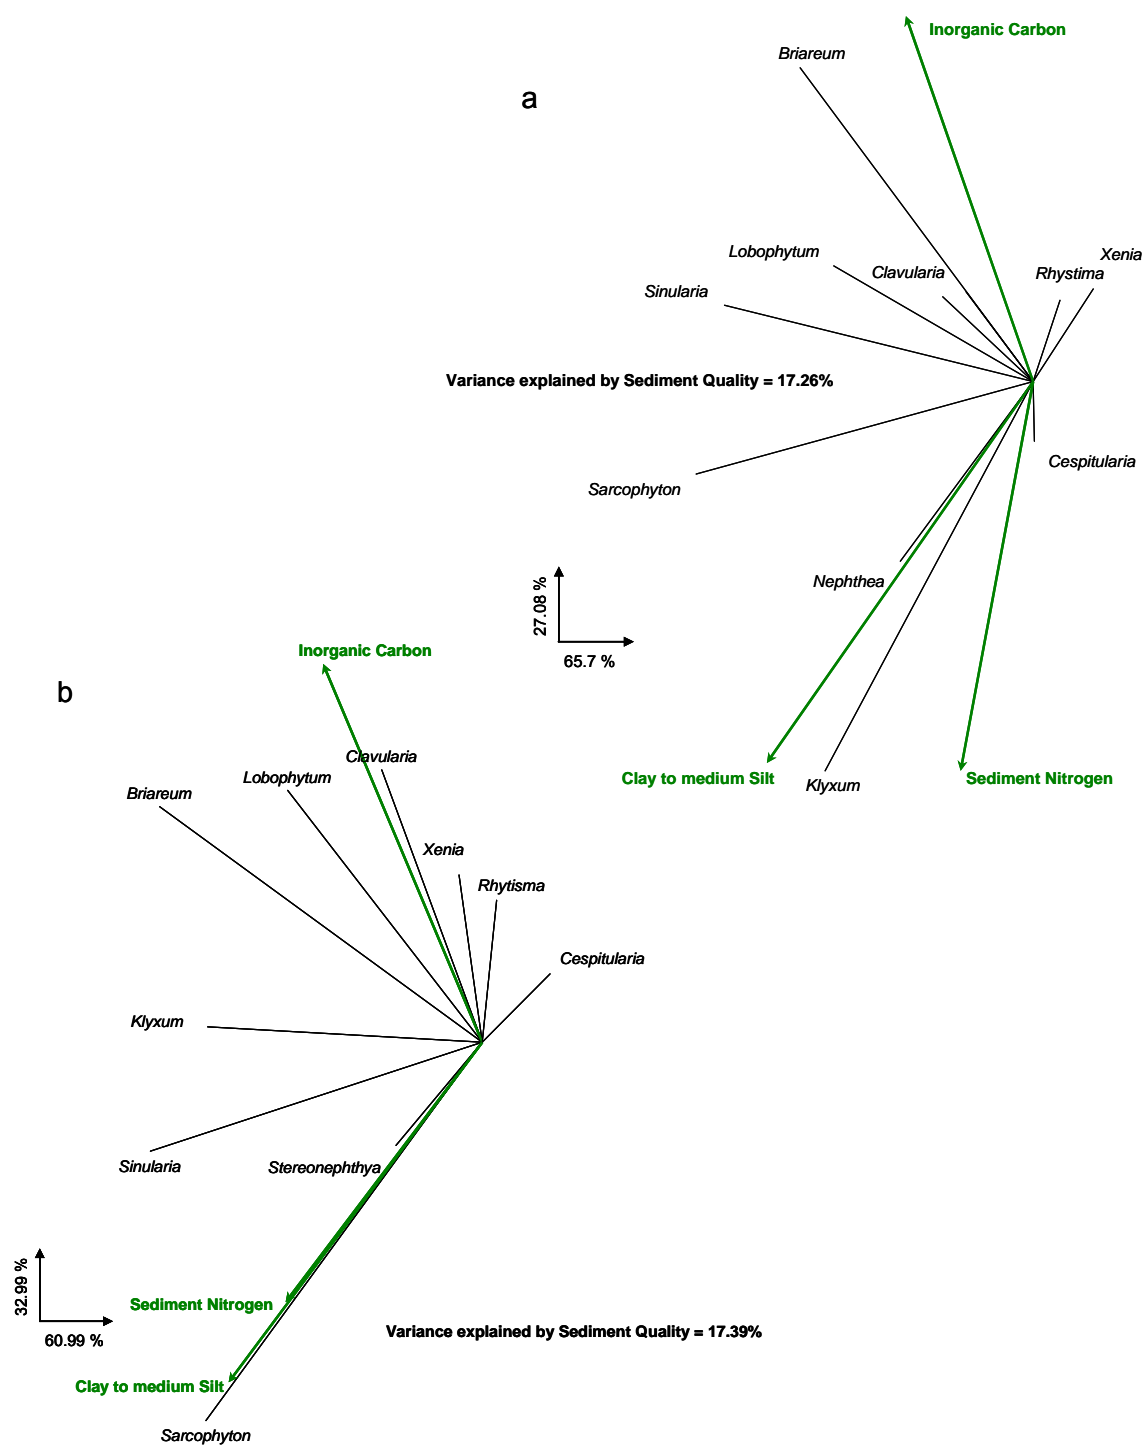 Inorganic Carbon
Briareum
a
Lobophytum
Xenia
Clavularia
Rhystima
Sinularia
Variance explained by Sediment Quality = 17.26%
Cespitularia
Sarcophyton
Nephthea
27.08 %
65.7 %
Clay to medium Silt
Klyxum
Sediment Nitrogen
Inorganic Carbon
b
Clavularia
Lobophytum
Briareum
Xenia
Rhytisma
Cespitularia
Klyxum
Sinularia
Stereonephthya
32.99 %
60.99 %
Sediment Nitrogen
Variance explained by Sediment Quality = 17.39%
Clay to medium Silt
Sarcophyton